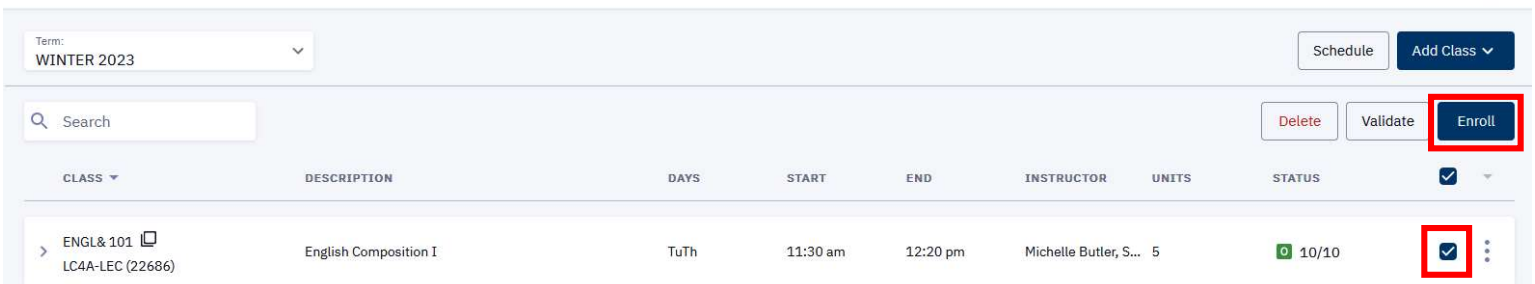 Term:
WINTER 2023
Schedule
Add Class
Search
Delete
Validate
Enroll
CLASS DESCRIPTION DAYS START END INSTRUCTOR UNITS STATUS
ENGL& 101 English Composition I TuTh 11:30 am 12:20 pm Michelle Butler, S... 5 O 10/10
LC4A-LEC (22686)